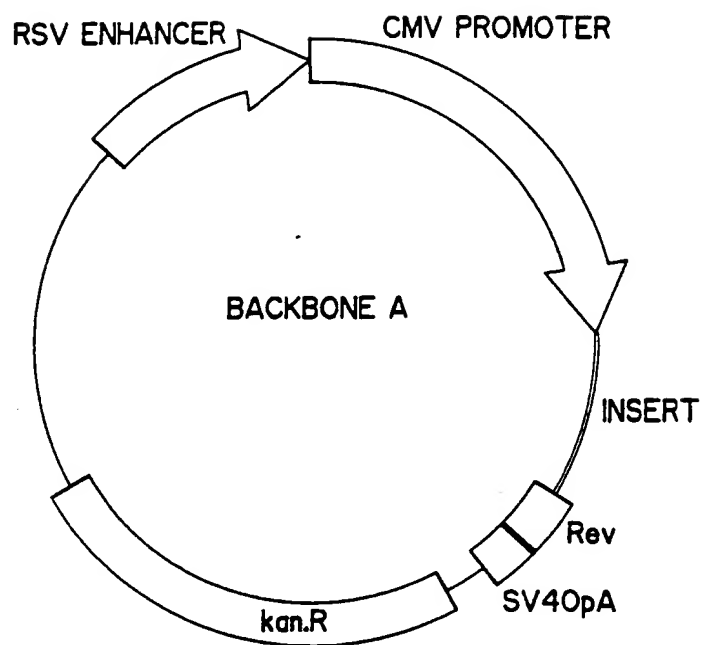 RSV ENHANCER
CMV PROMOTER
BACKBONE A
INSERT
Rev
SV40pA
kan.R